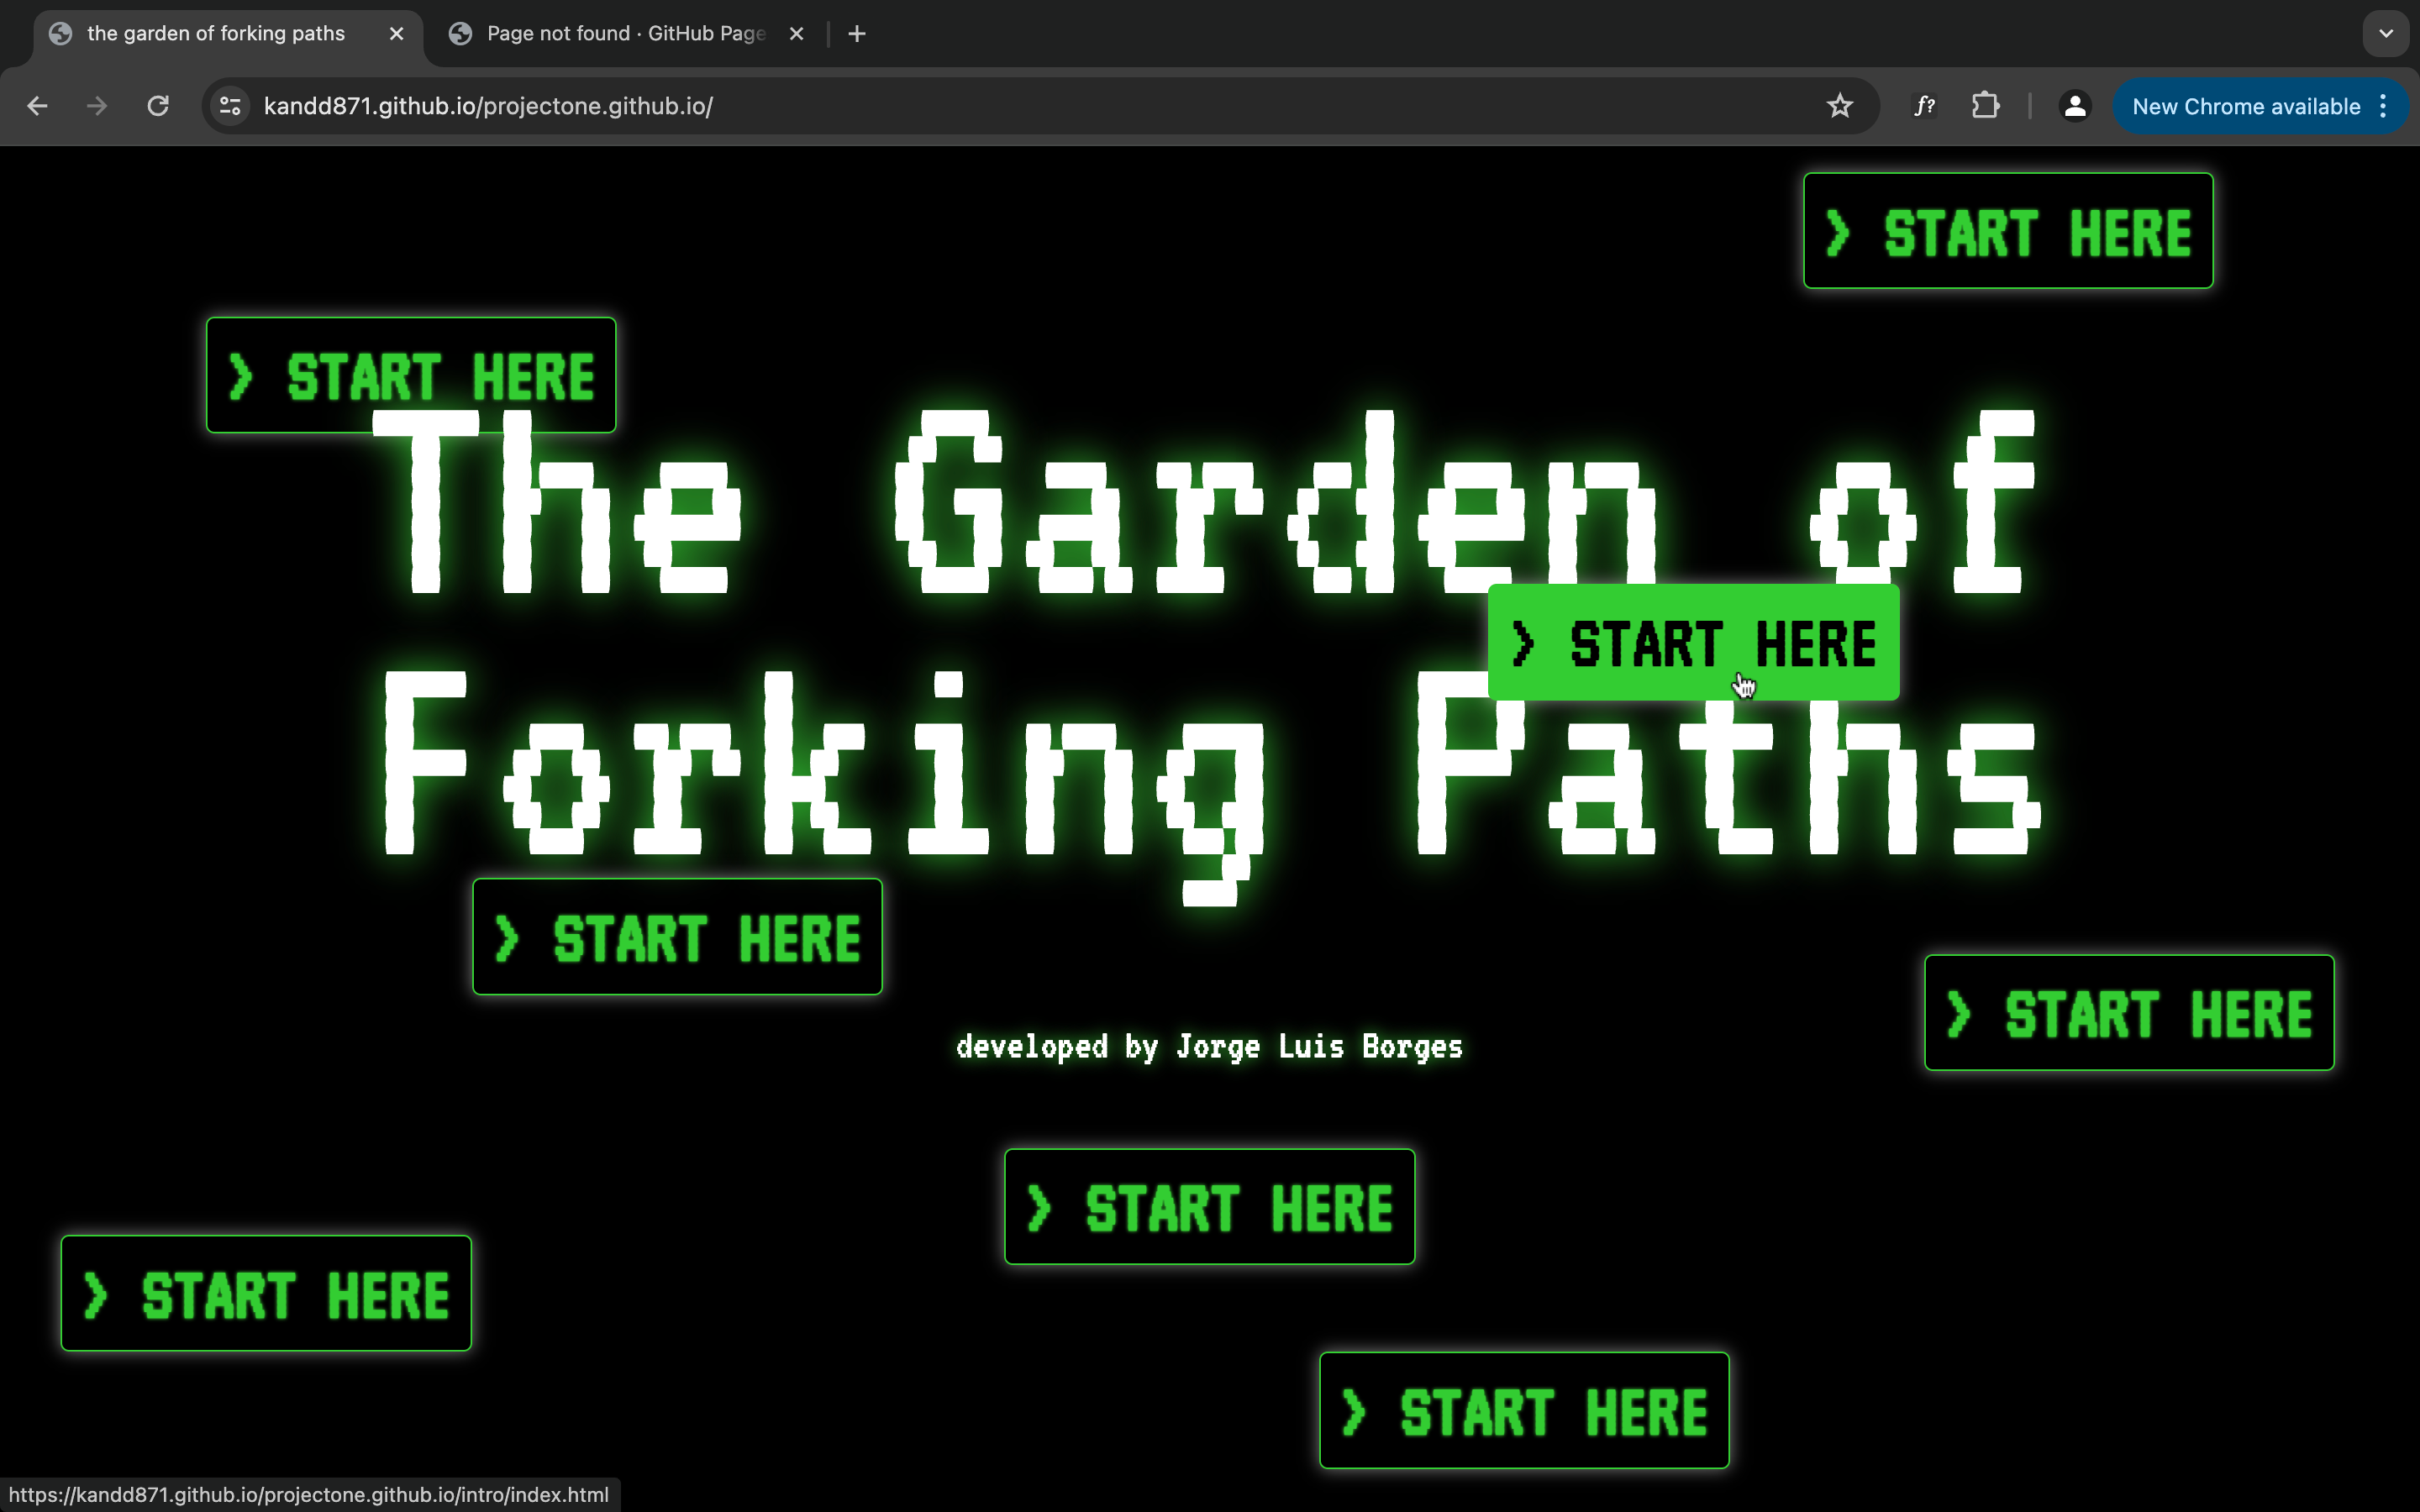 the garden of forking paths
Page not found · GitHub Page
kandd871.github.io/projectone.github.io/
f?
New Chrome available
> START HERE
> START HERE
The Garden of
> START HERE
Forking Paths
> START HERE
> START HERE
developed by Jorge Luis Borges
> START HERE
> START HERE
> START HERE
https://kandd871.github.io/projectone.github.io/intro/index.html